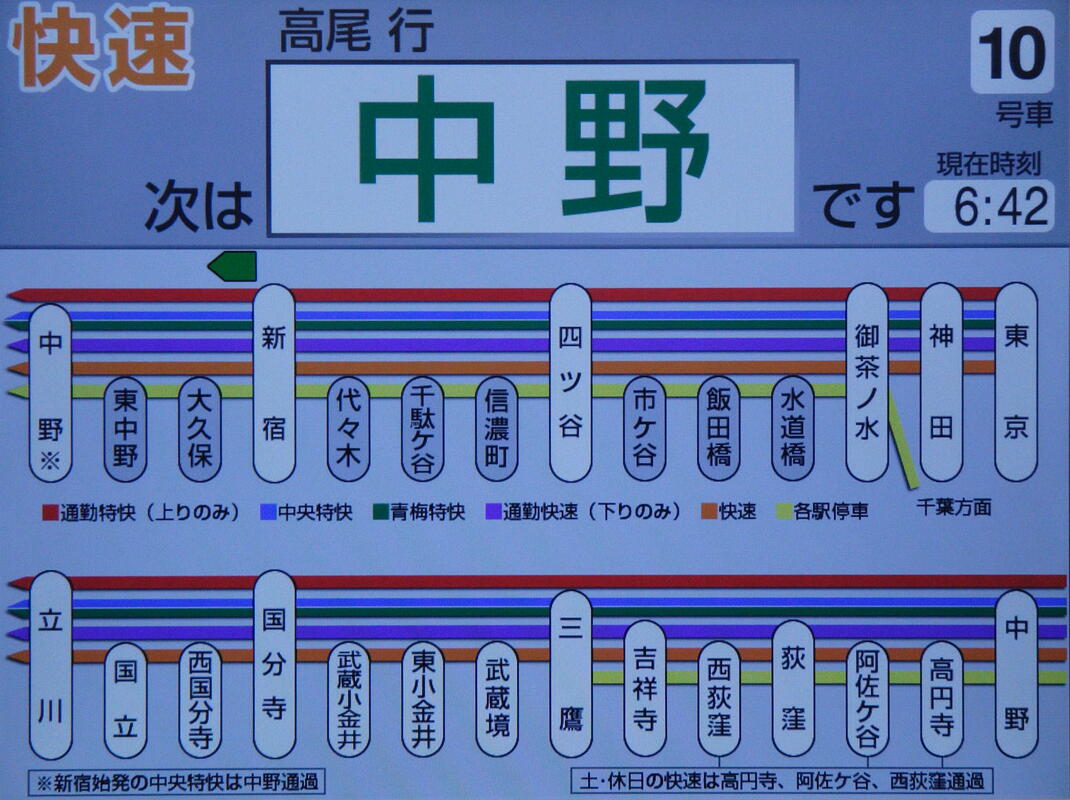 快速
高尾 行
10
号車
次は
中野
です
現在時刻
6:42
中野※
東中野
大久保
新宿
代々木
千駄ケ谷
信濃町
四ツ谷
市ケ谷
飯田橋
水道橋
御茶ノ水
神田
東京
千葉方面
■通勤特快（上りのみ） ■中央特快 ■青梅特快 ■通勤快速（下りのみ） ■快速 ■各駅停車
立川
国立
西国分寺
国分寺
武蔵小金井
東小金井
武蔵境
三鷹
吉祥寺
西荻窪
荻窪
阿佐ケ谷
高円寺
中野
※新宿始発の中央特快は中野通過
土・休日の快速は高円寺、阿佐ケ谷、西荻窪通過